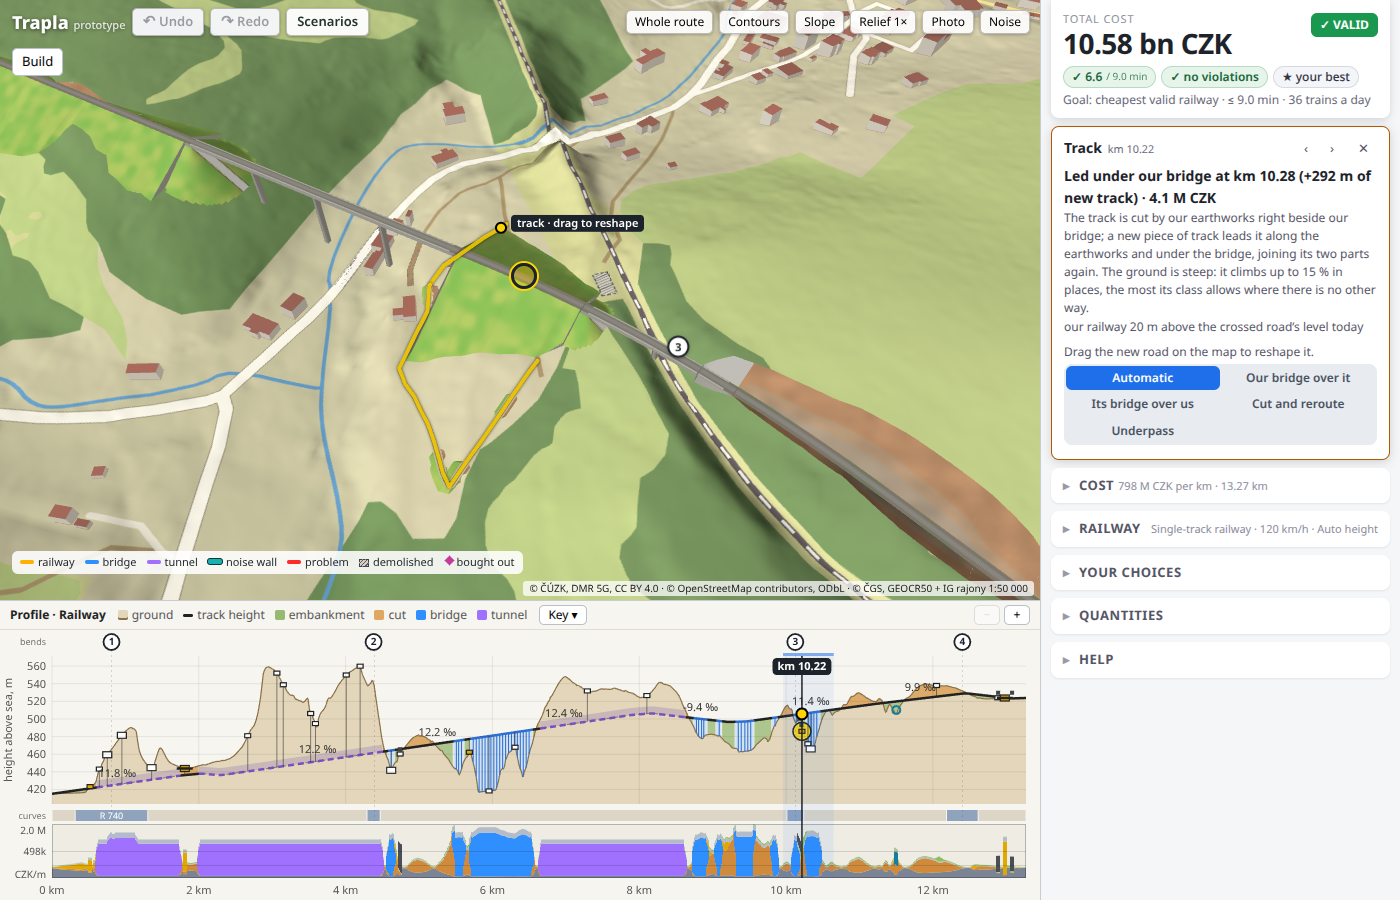 Trapla prototype ↶ Undo ↷ Redo Scenarios
Whole route Contours Slope Relief 1× Photo Noise
Build
track · drag to reshape
3
railway bridge tunnel noise wall problem demolished bought out
© ČÚZK, DMR 5G, CC BY 4.0 · © OpenStreetMap contributors, ODbL · © ČGS, GEOCR50 + IG rajony 1:50 000
TOTAL COST
10.58 bn CZK
✓ VALID
✓ 6.6 / 9.0 min ✓ no violations ★ your best
Goal: cheapest valid railway · ≤ 9.0 min · 36 trains a day
Track km 10.22 ‹ › ✕
Led under our bridge at km 10.28 (+292 m of
new track) · 4.1 M CZK
The track is cut by our earthworks right beside our
bridge; a new piece of track leads it along the
earthworks and under the bridge, joining its two parts
again. The ground is steep: it climbs up to 15 % in
places, the most its class allows where there is no other
way.
our railway 20 m above the crossed road's level today
Drag the new road on the map to reshape it.
Automatic Our bridge over it
Its bridge over us Cut and reroute
Underpass
▶ COST 798 M CZK per km · 13.27 km
▶ RAILWAY Single-track railway · 120 km/h · Auto height
▶ YOUR CHOICES
▶ QUANTITIES
▶ HELP
Profile · Railway ground track height embankment cut bridge tunnel Key ▾ − +
bends 1 2 3 4
km 10.22
height above sea, m
560
540
520
500
480
460
440
420
11.8 ‰ 12.2 ‰ 12.2 ‰ 12.4 ‰ 9.4 ‰ 11.4 ‰ 9.9 ‰
curves R 740
2.0 M
498k
CZK/m
0 km 2 km 4 km 6 km 8 km 10 km 12 km